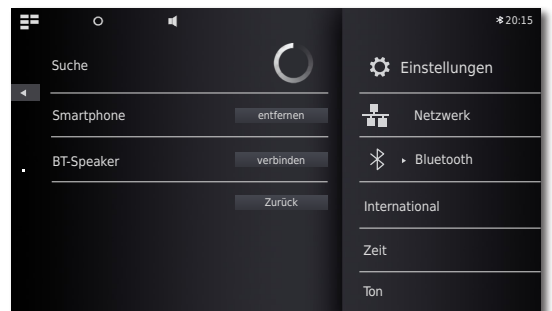 20:15
Suche
Smartphone
entfernen
BT-Speaker
verbinden
Zurück
Einstellungen
Netzwerk
Bluetooth
International
Zeit
Ton